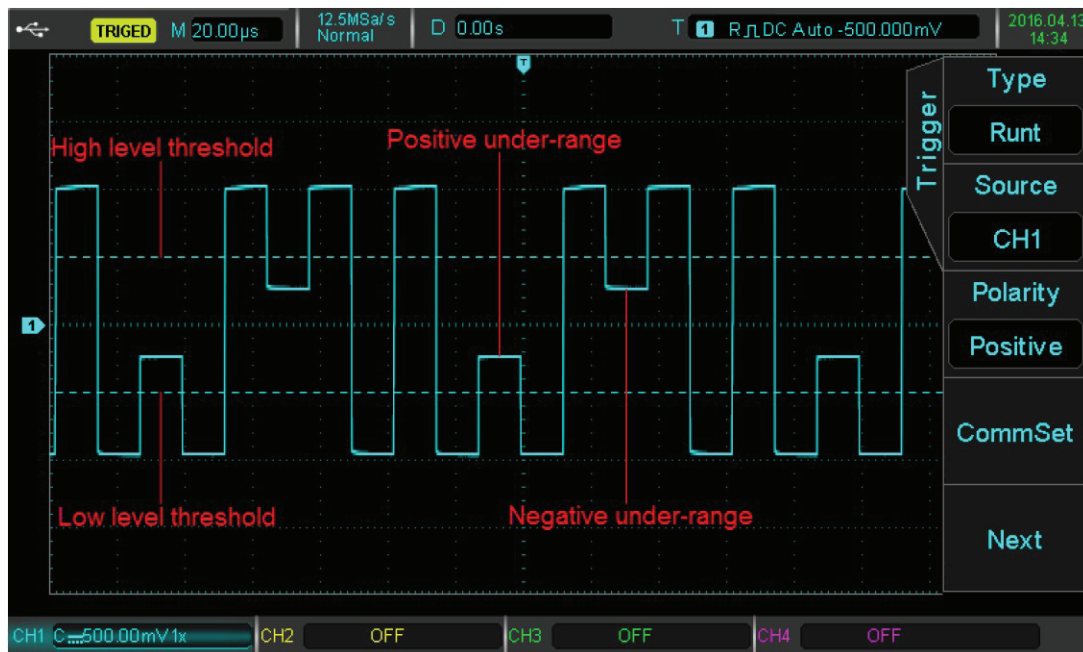 TRIGED M 20.00μs 12.5MSa/s D 0.00s T 1 R DC Auto -500.000mV 2016.04.13
Normal 14:34
T
Type
Trigger
Runt
High level threshold Positive under-range
Source
CH1
Polarity
1
Positive
CommSet
Low level threshold Negative under-range
Next
CH1 C 500.00mV 1x CH2 OFF CH3 OFF CH4 OFF